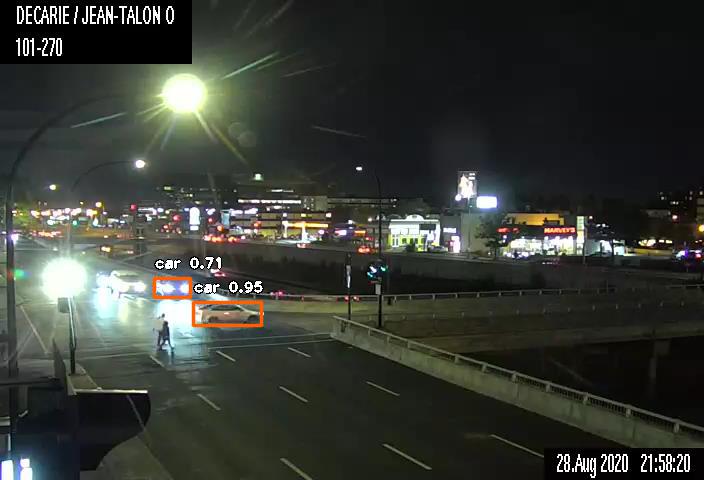 DECARIE / JEAN-TALON O
101-270
car 0.71
car 0.95
HARVEY'S
28.Aug 2020 21:58:20